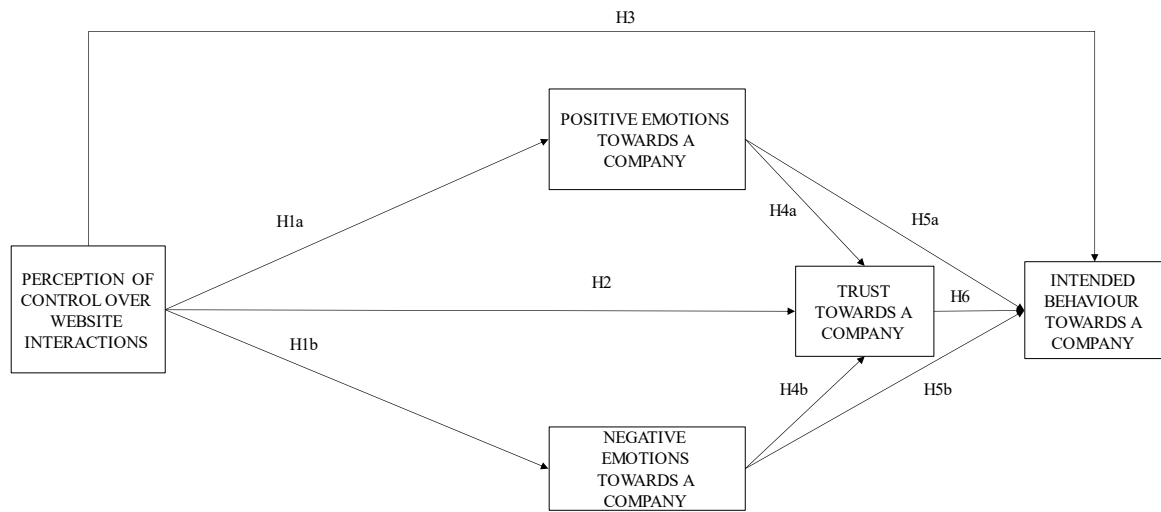 H3
POSITIVE EMOTIONS
TOWARDS A
COMPANY
H4a
H5a
H1a
PERCEPTION OF
CONTROL OVER
WEBSITE
INTERACTIONS
H2
TRUST
TOWARDS A
COMPANY
H6
INTENDED
BEHAVIOUR
TOWARDS A
COMPANY
H1b
H4b
H5b
NEGATIVE
EMOTIONS
TOWARDS A
COMPANY